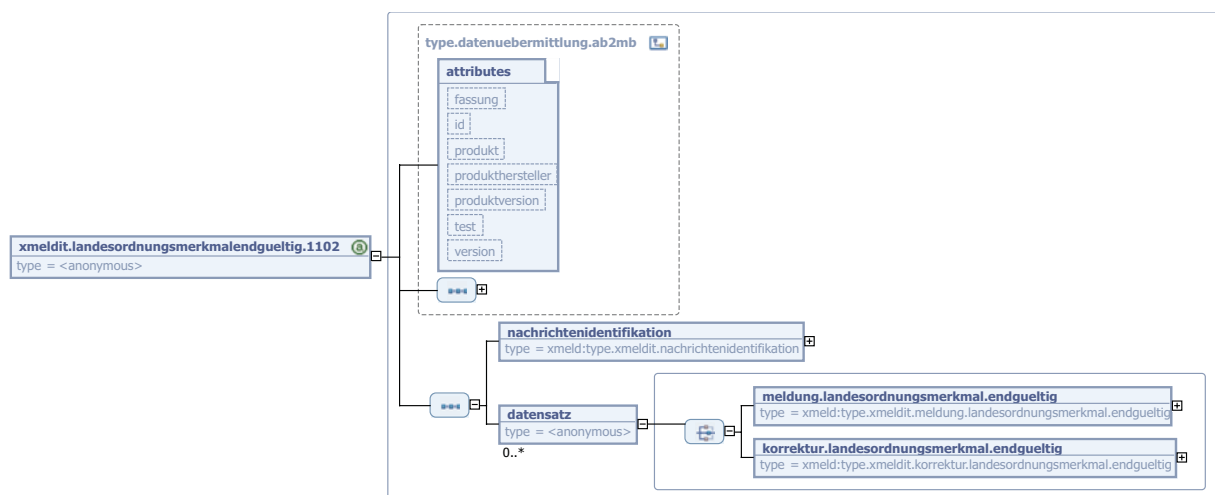 type.datenuebermittlung.ab2mb
attributes
fassung
id
produkt
produkthersteller
produktversion
test
version
xmeldit.landesordnungsmerkmalendgueltig.1102
a
type = <anonymous>
nachrichtenidentifikation
type = xmeld:type.xmeldit.nachrichtenidentifikation
datensatz
type = <anonymous>
0..*
meldung.landesordnungsmerkmal.endgueltig
type = xmeld:type.xmeldit.meldung.landesordnungsmerkmal.endgueltig
korrektur.landesordnungsmerkmal.endgueltig
type = xmeld:type.xmeldit.korrektur.landesordnungsmerkmal.endgueltig